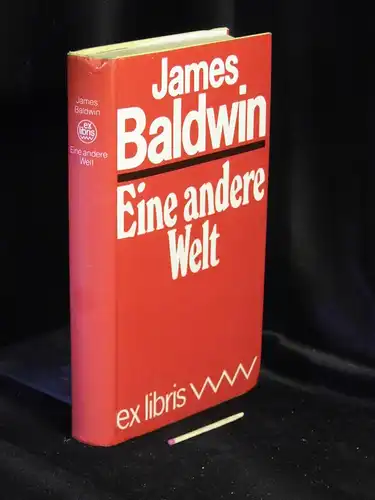 James
Baldwin
ex
libris
Eine andere
Welt
James
Baldwin
Eine andere
Welt
ex libris